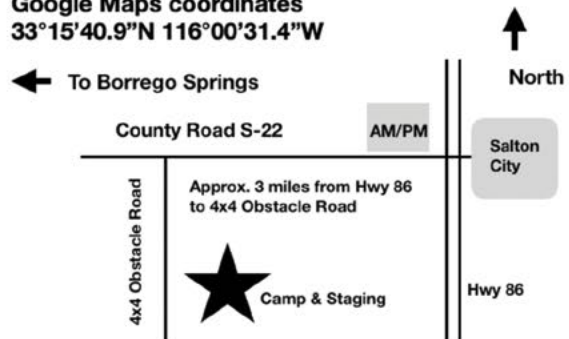 Google Maps coordinates
33°15'40.9”N 116°00'31.4”W
To Borrego Springs
North
County Road S-22
AM/PM
Salton
City
Approx. 3 miles from Hwy 86
to 4x4 Obstacle Road
4x4 Obstacle Road
Camp & Staging
Hwy 86